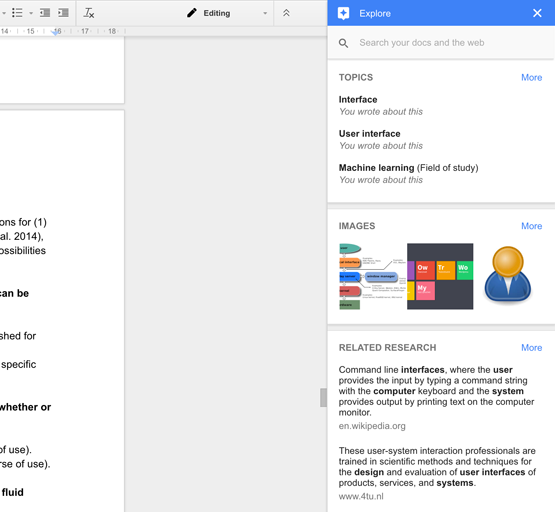 Editing
14 · 15 · 16 · 17 · 18
ons for (1)
al. 2014),
ossibilities
can be
shed for
specific
whether or
of use).
rse of use).
fluid
Explore
Search your docs and the web
TOPICS More
Interface
You wrote about this
User interface
You wrote about this
Machine learning (Field of study)
You wrote about this
IMAGES More
window manager
Ow Tr Wo
My
RELATED RESEARCH More
Command line interfaces, where the user
provides the input by typing a command string
with the computer keyboard and the system
provides output by printing text on the computer
monitor.
en.wikipedia.org
These user-system interaction professionals are
trained in scientific methods and techniques for
the design and evaluation of user interfaces of
products, services, and systems.
www.4tu.nl